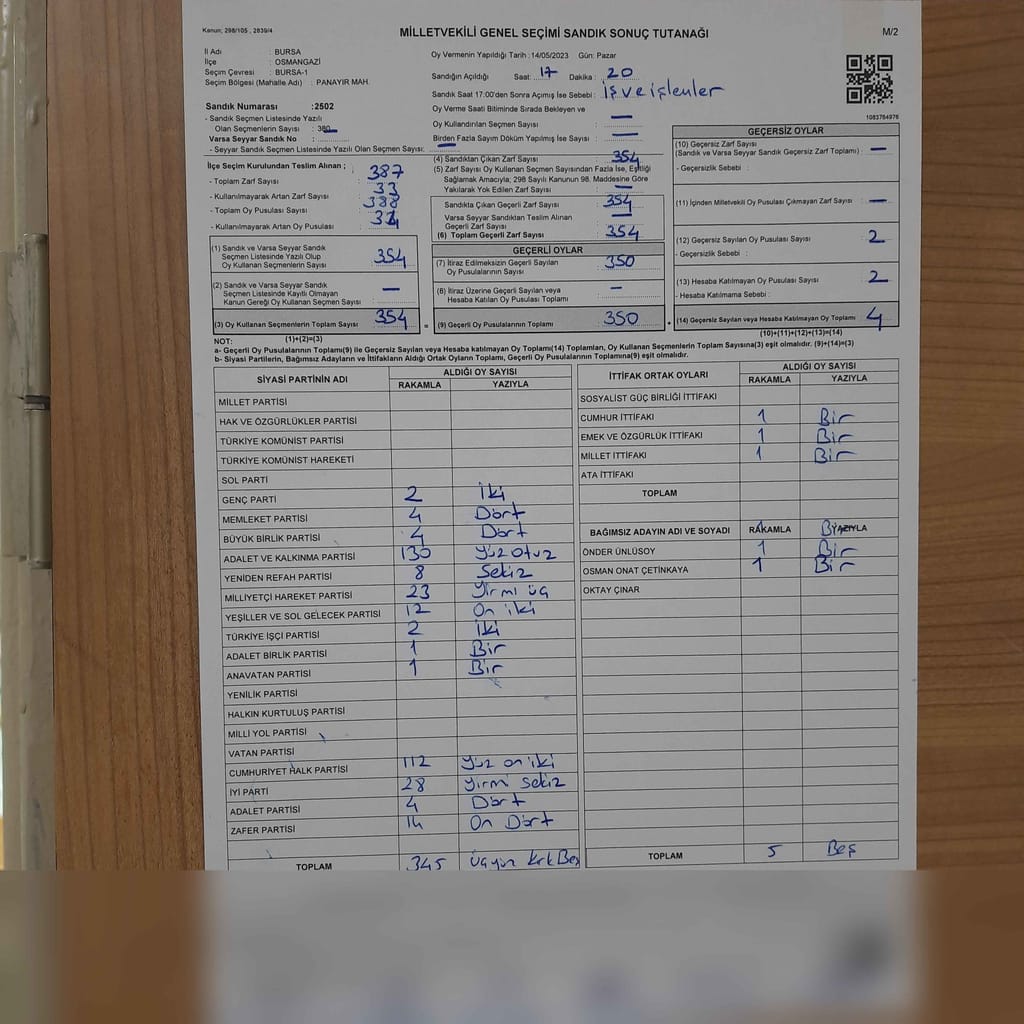 Kanun; 298/105 , 2839/4
MİLLETVEKİLİ GENEL SEÇİMİ SANDIK SONUÇ TUTANAĞI
M/2
İl Adı : BURSA
İlçe : OSMANGAZİ
Seçim Çevresi : BURSA-1
Seçim Bölgesi (Mahalle Adı) : PANAYIR MAH.
Oy Vermenin Yapıldığı Tarih : 14/05/2023 Gün: Pazar
Sandığın Açıldığı Saat: 17 Dakika : 20
Sandık Saat 17:00'den Sonra Açımış İse Sebebi : İş ve işlenler
Oy Verme Saati Bitiminde Sırada Bekleyen ve
Oy Kullandırılan Seçmen Sayısı : —
Birden Fazla Sayım Döküm Yapılmış İse Sayısı : —
1083764976
Sandık Numarası :2502
- Sandık Seçmen Listesinde Yazılı
Olan Seçmenlerin Sayısı : 380
Varsa Seyyar Sandık No : —
- Seyyar Sandık Seçmen Listesinde Yazılı Olan Seçmen Sayısı: —
İlçe Seçim Kurulundan Teslim Alınan ;
- Toplam Zarf Sayısı : 387
- Kullanılmayarak Artan Zarf Sayısı : 33
- Toplam Oy Pusulası Sayısı : 388
- Kullanılmayarak Artan Oy Pusulası :
(1) Sandık ve Varsa Seyyar Sandık
Seçmen Listesinde Yazılı Olup
Oy Kullanan Seçmenlerin Sayısı 354
(2) Sandık ve Varsa Seyyar Sandık
Seçmen Listesinde Kayıtlı Olmayan
Kanun Gereği Oy Kullanan Seçmen Sayısı —
(3) Oy Kullanan Seçmenlerin Toplam Sayısı 354
(4) Sandıktan Çıkan Zarf Sayısı 354
(5) Zarf Sayısı Oy Kullanan Seçmen Sayısından Fazla İse, Eşitliği
Sağlamak Amacıyla; 298 Sayılı Kanunun 98. Maddesine Göre
Yakılarak Yok Edilen Zarf Sayısı —
Sandıkta Çıkan Geçerli Zarf Sayısı 354
Varsa Seyyar Sandıktan Teslim Alınan
Geçerli Zarf Sayısı —
(6) Toplam Geçerli Zarf Sayısı 354
GEÇERLİ OYLAR
(7) İtiraz Edilmeksizin Geçerli Sayılan
Oy Pusulalarının Sayısı 350
(8) İtiraz Üzerine Geçerli Sayılan veya
Hesaba Katılan Oy Pusulası Toplamı —
= (9) Geçerli Oy Pusulalarının Toplamı 350
GEÇERSİZ OYLAR
(10) Geçersiz Zarf Sayısı
(Sandık ve Varsa Seyyar Sandık Geçersiz Zarf Toplamı) —
- Geçersizlik Sebebi :
(11) İçinden Milletvekili Oy Pusulası Çıkmayan Zarf Sayısı —
(12) Geçersiz Sayılan Oy Pusulası Sayısı 2
- Geçersizlik Sebebi :
(13) Hesaba Katılmayan Oy Pusulası Sayısı 2
- Hesaba Katılmama Sebebi :
+ (14) Geçersiz Sayılan veya Hesaba Katılmayan Oy Toplamı 4
NOT: (1)+(2)=(3)
(10)+(11)+(12)+(13)=(14)
a- Geçerli Oy Pusulalarının Toplamı(9) ile Geçersiz Sayılan veya Hesaba katılmayan Oy Toplamı(14) Toplamları, Oy Kullanan Seçmenlerin Toplam Sayısına(3) eşit olmalıdır. (9)+(14)=(3)
b- Siyasi Partilerin, Bağımsız Adayların ve İttifakların Aldığı Ortak Oyların Toplamı, Geçerli Oy Pusulalarının Toplamına(9) eşit olmalıdır.
SİYASİ PARTİNİN ADI ALDIĞI OY SAYISI
RAKAMLA YAZIYLA
MİLLET PARTİSİ
HAK VE ÖZGÜRLÜKLER PARTİSİ
TÜRKİYE KOMÜNİST PARTİSİ
TÜRKİYE KOMÜNİST HAREKETİ
SOL PARTİ
GENÇ PARTİ 2 iki
MEMLEKET PARTİSİ 4 Dört
BÜYÜK BİRLİK PARTİSİ 4 Dört
ADALET VE KALKINMA PARTİSİ 130 Yüz Otuz
YENİDEN REFAH PARTİSİ 8 Sekiz
MİLLİYETÇİ HAREKET PARTİSİ 23 Yirmi üç
YEŞİLLER VE SOL GELECEK PARTİSİ 12 On iki
TÜRKİYE İŞÇİ PARTİSİ 2 iki
ADALET BİRLİK PARTİSİ 1 Bir
ANAVATAN PARTİSİ 1 Bir
YENİLİK PARTİSİ
HALKIN KURTULUŞ PARTİSİ
MİLLİ YOL PARTİSİ
VATAN PARTİSİ
CUMHURİYET HALK PARTİSİ 112 Yüz on iki
İYİ PARTİ 28 Yirmi Sekiz
ADALET PARTİSİ 4 Dört
ZAFER PARTİSİ 14 On Dört
TOPLAM 345 Üçyüz Kırk Beş
İTTİFAK ORTAK OYLARI ALDIĞI OY SAYISI
RAKAMLA YAZIYLA
SOSYALİST GÜÇ BİRLİĞİ İTTİFAKI
CUMHUR İTTİFAKI 1 Bir
EMEK VE ÖZGÜRLÜK İTTİFAKI 1 Bir
MİLLET İTTİFAKI 1 Bir
ATA İTTİFAKI
TOPLAM
BAĞIMSIZ ADAYIN ADI VE SOYADI RAKAMLA YAZIYLA
ÖNDER ÜNLÜSOY 1 Bir
OSMAN ONAT ÇETİNKAYA 1 Bir
OKTAY ÇINAR
TOPLAM 5 Beş